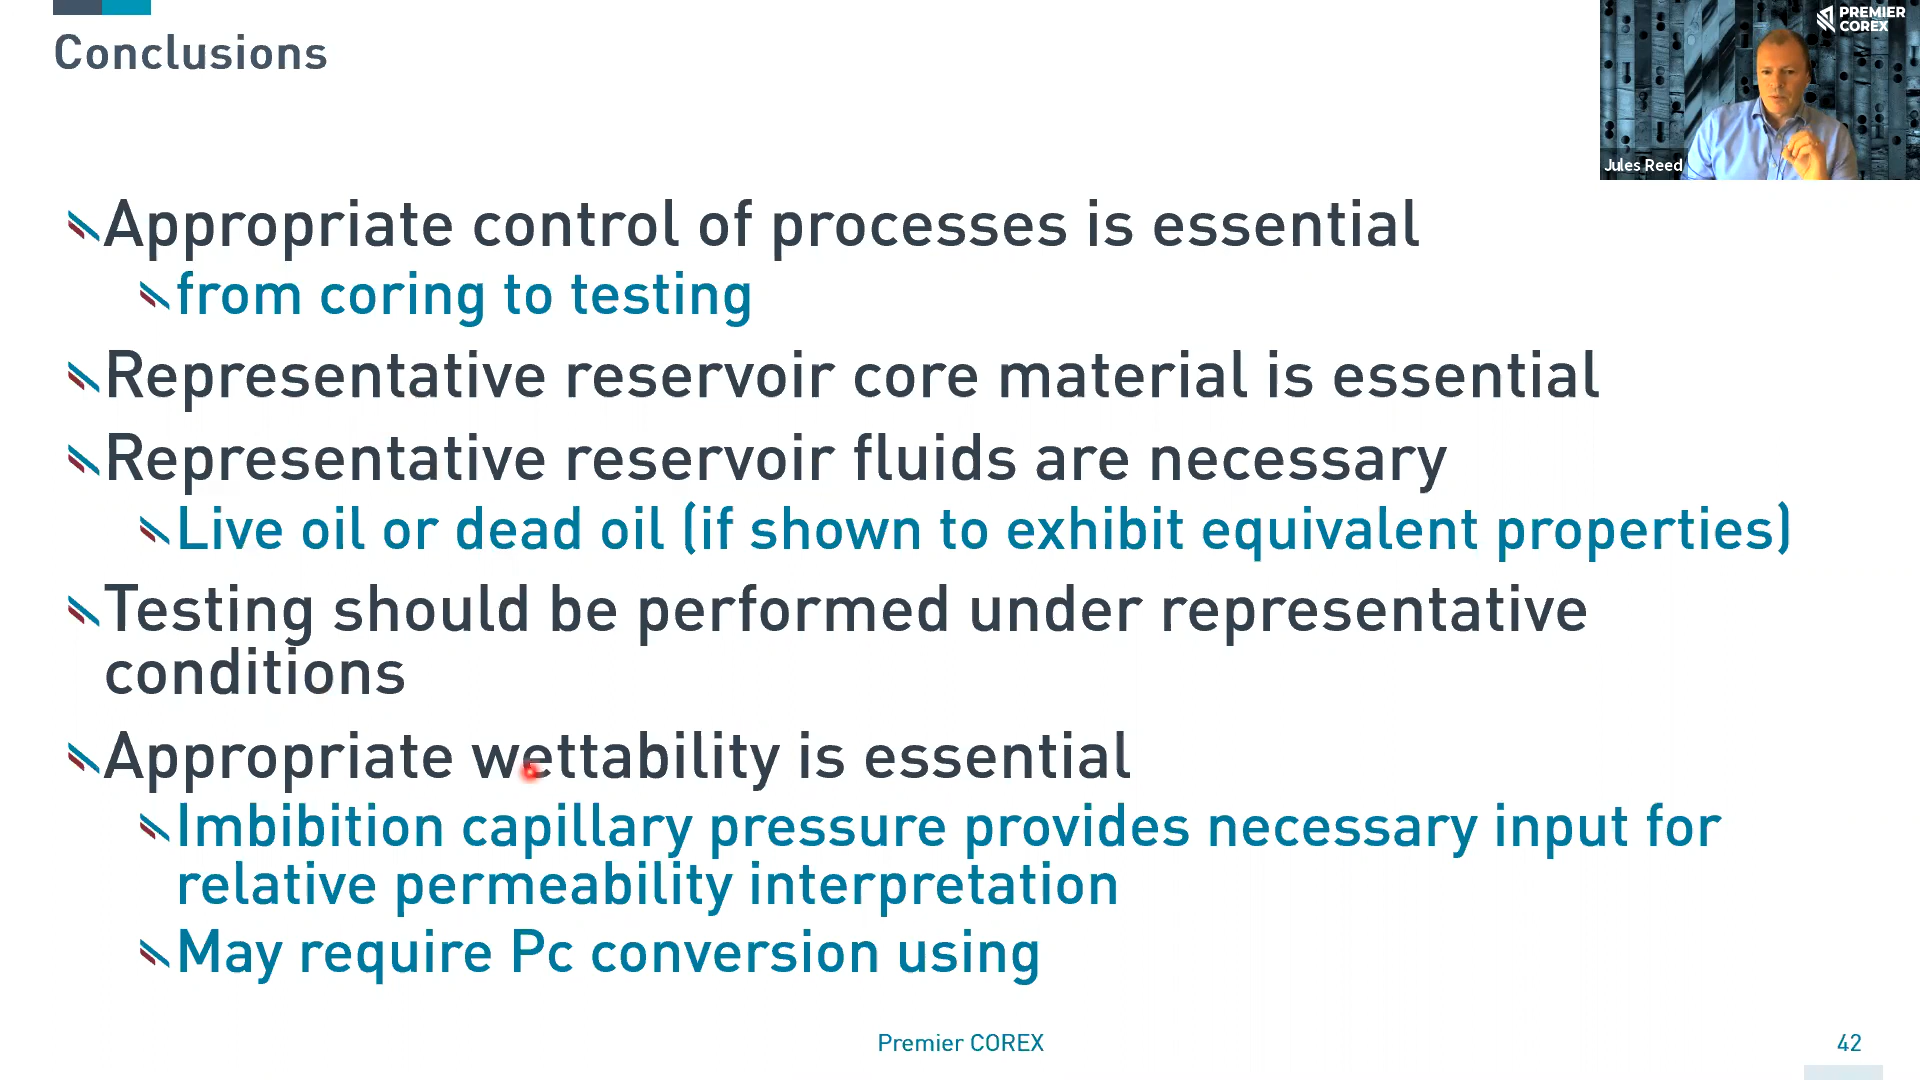 Conclusions
PREMIER
COREX
Jules Reed
Appropriate control of processes is essential
from coring to testing
Representative reservoir core material is essential
Representative reservoir fluids are necessary
Live oil or dead oil (if shown to exhibit equivalent properties)
Testing should be performed under representative
conditions
Appropriate wettability is essential
Imbibition capillary pressure provides necessary input for
relative permeability interpretation
May require Pc conversion using
Premier COREX
42